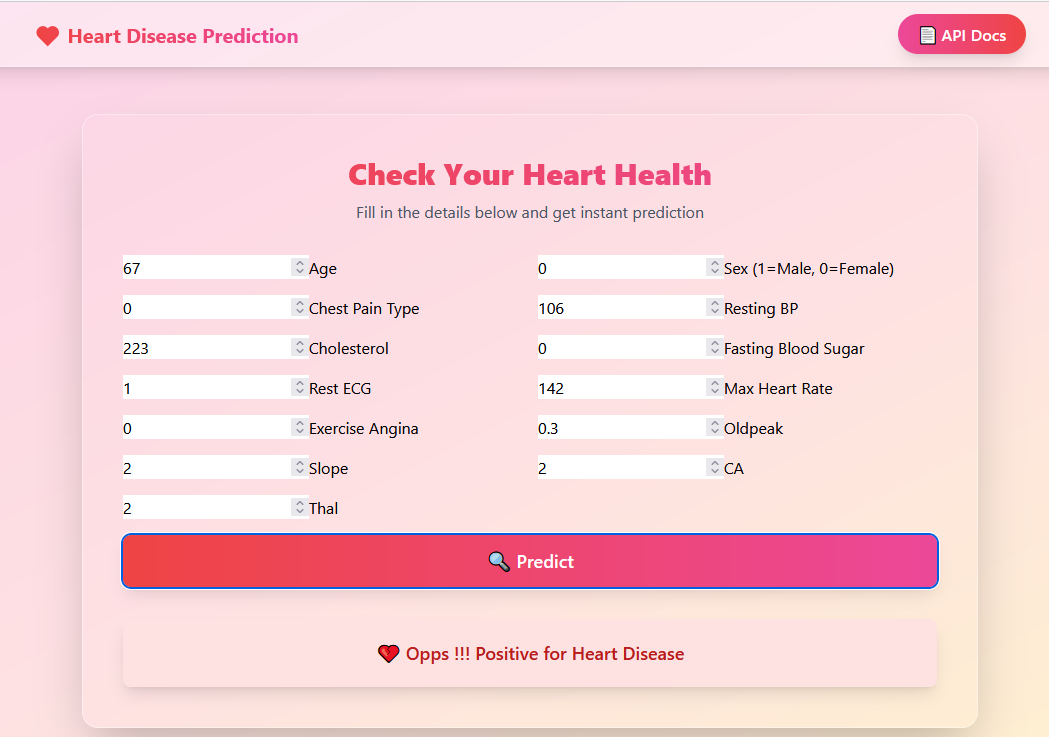 Heart Disease Prediction
API Docs
Check Your Heart Health
Fill in the details below and get instant prediction
67 Age
0 Sex (1=Male, 0=Female)
0 Chest Pain Type
106 Resting BP
223 Cholesterol
0 Fasting Blood Sugar
1 Rest ECG
142 Max Heart Rate
0 Exercise Angina
0.3 Oldpeak
2 Slope
2 CA
2 Thal
Predict
Opps !!! Positive for Heart Disease